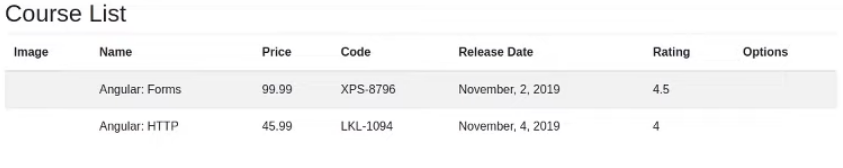 Course List
Image Name Price Code Release Date Rating Options
Angular: Forms 99.99 XPS-8796 November, 2, 2019 4.5
Angular: HTTP 45.99 LKL-1094 November, 4, 2019 4